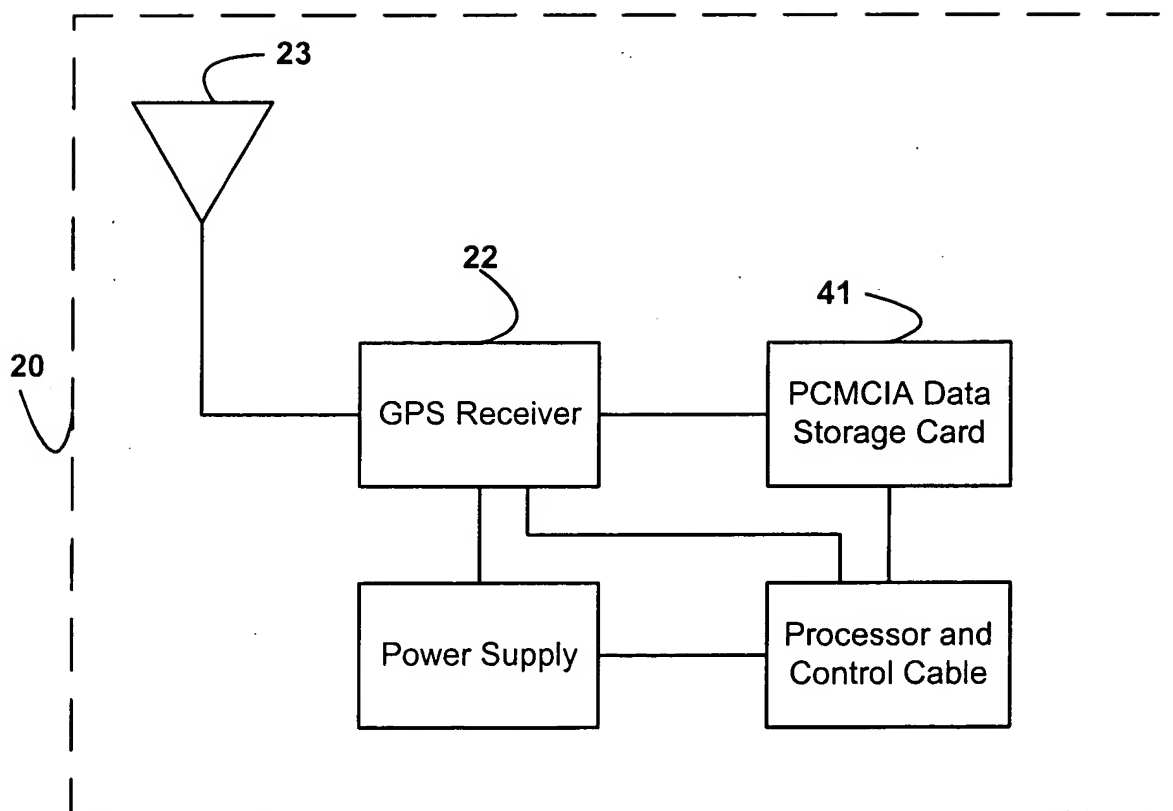 23
22
41
20
GPS Receiver
PCMCIA Data
Storage Card
Power Supply
Processor and
Control Cable